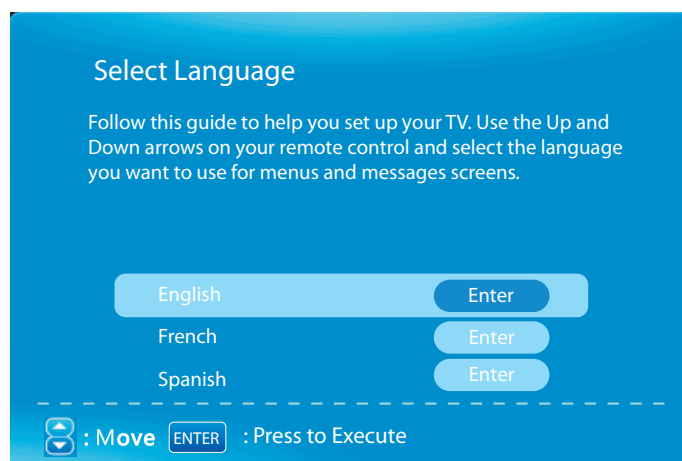 Select Language
Follow this guide to help you set up your TV. Use the Up and
Down arrows on your remote control and select the language
you want to use for menus and messages screens.
English Enter
French Enter
Spanish Enter
: Move ENTER : Press to Execute